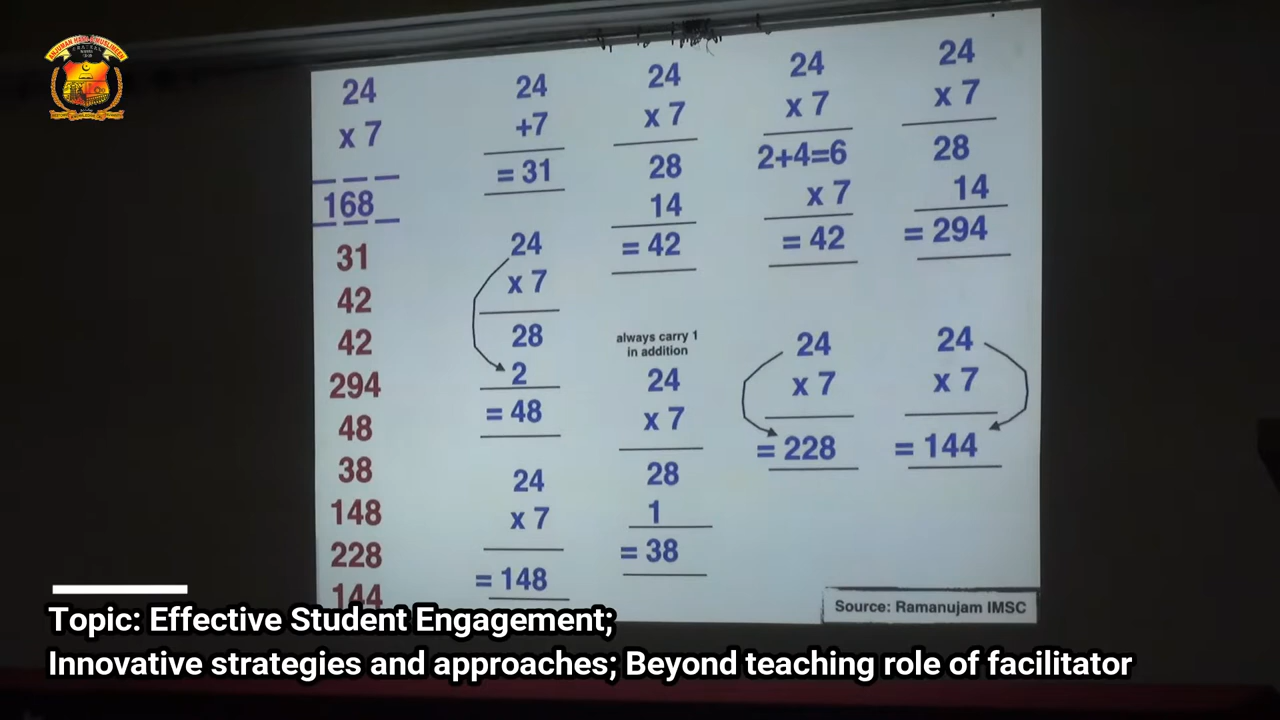 24
x 7
168
31
42
42
294
48
38
148
228
144
24
+7
= 31
24
x 7
28
2
= 48
24
x 7
= 148
24
x 7
28
14
= 42
always carry 1
in addition
24
x 7
28
1
= 38
24
x 7
2+4=6
x 7
= 42
24
x 7
= 228
24
x 7
28
14
= 294
24
x 7
= 144
Source: Ramanujam IMSC
Topic: Effective Student Engagement;
Innovative strategies and approaches; Beyond teaching role of facilitator